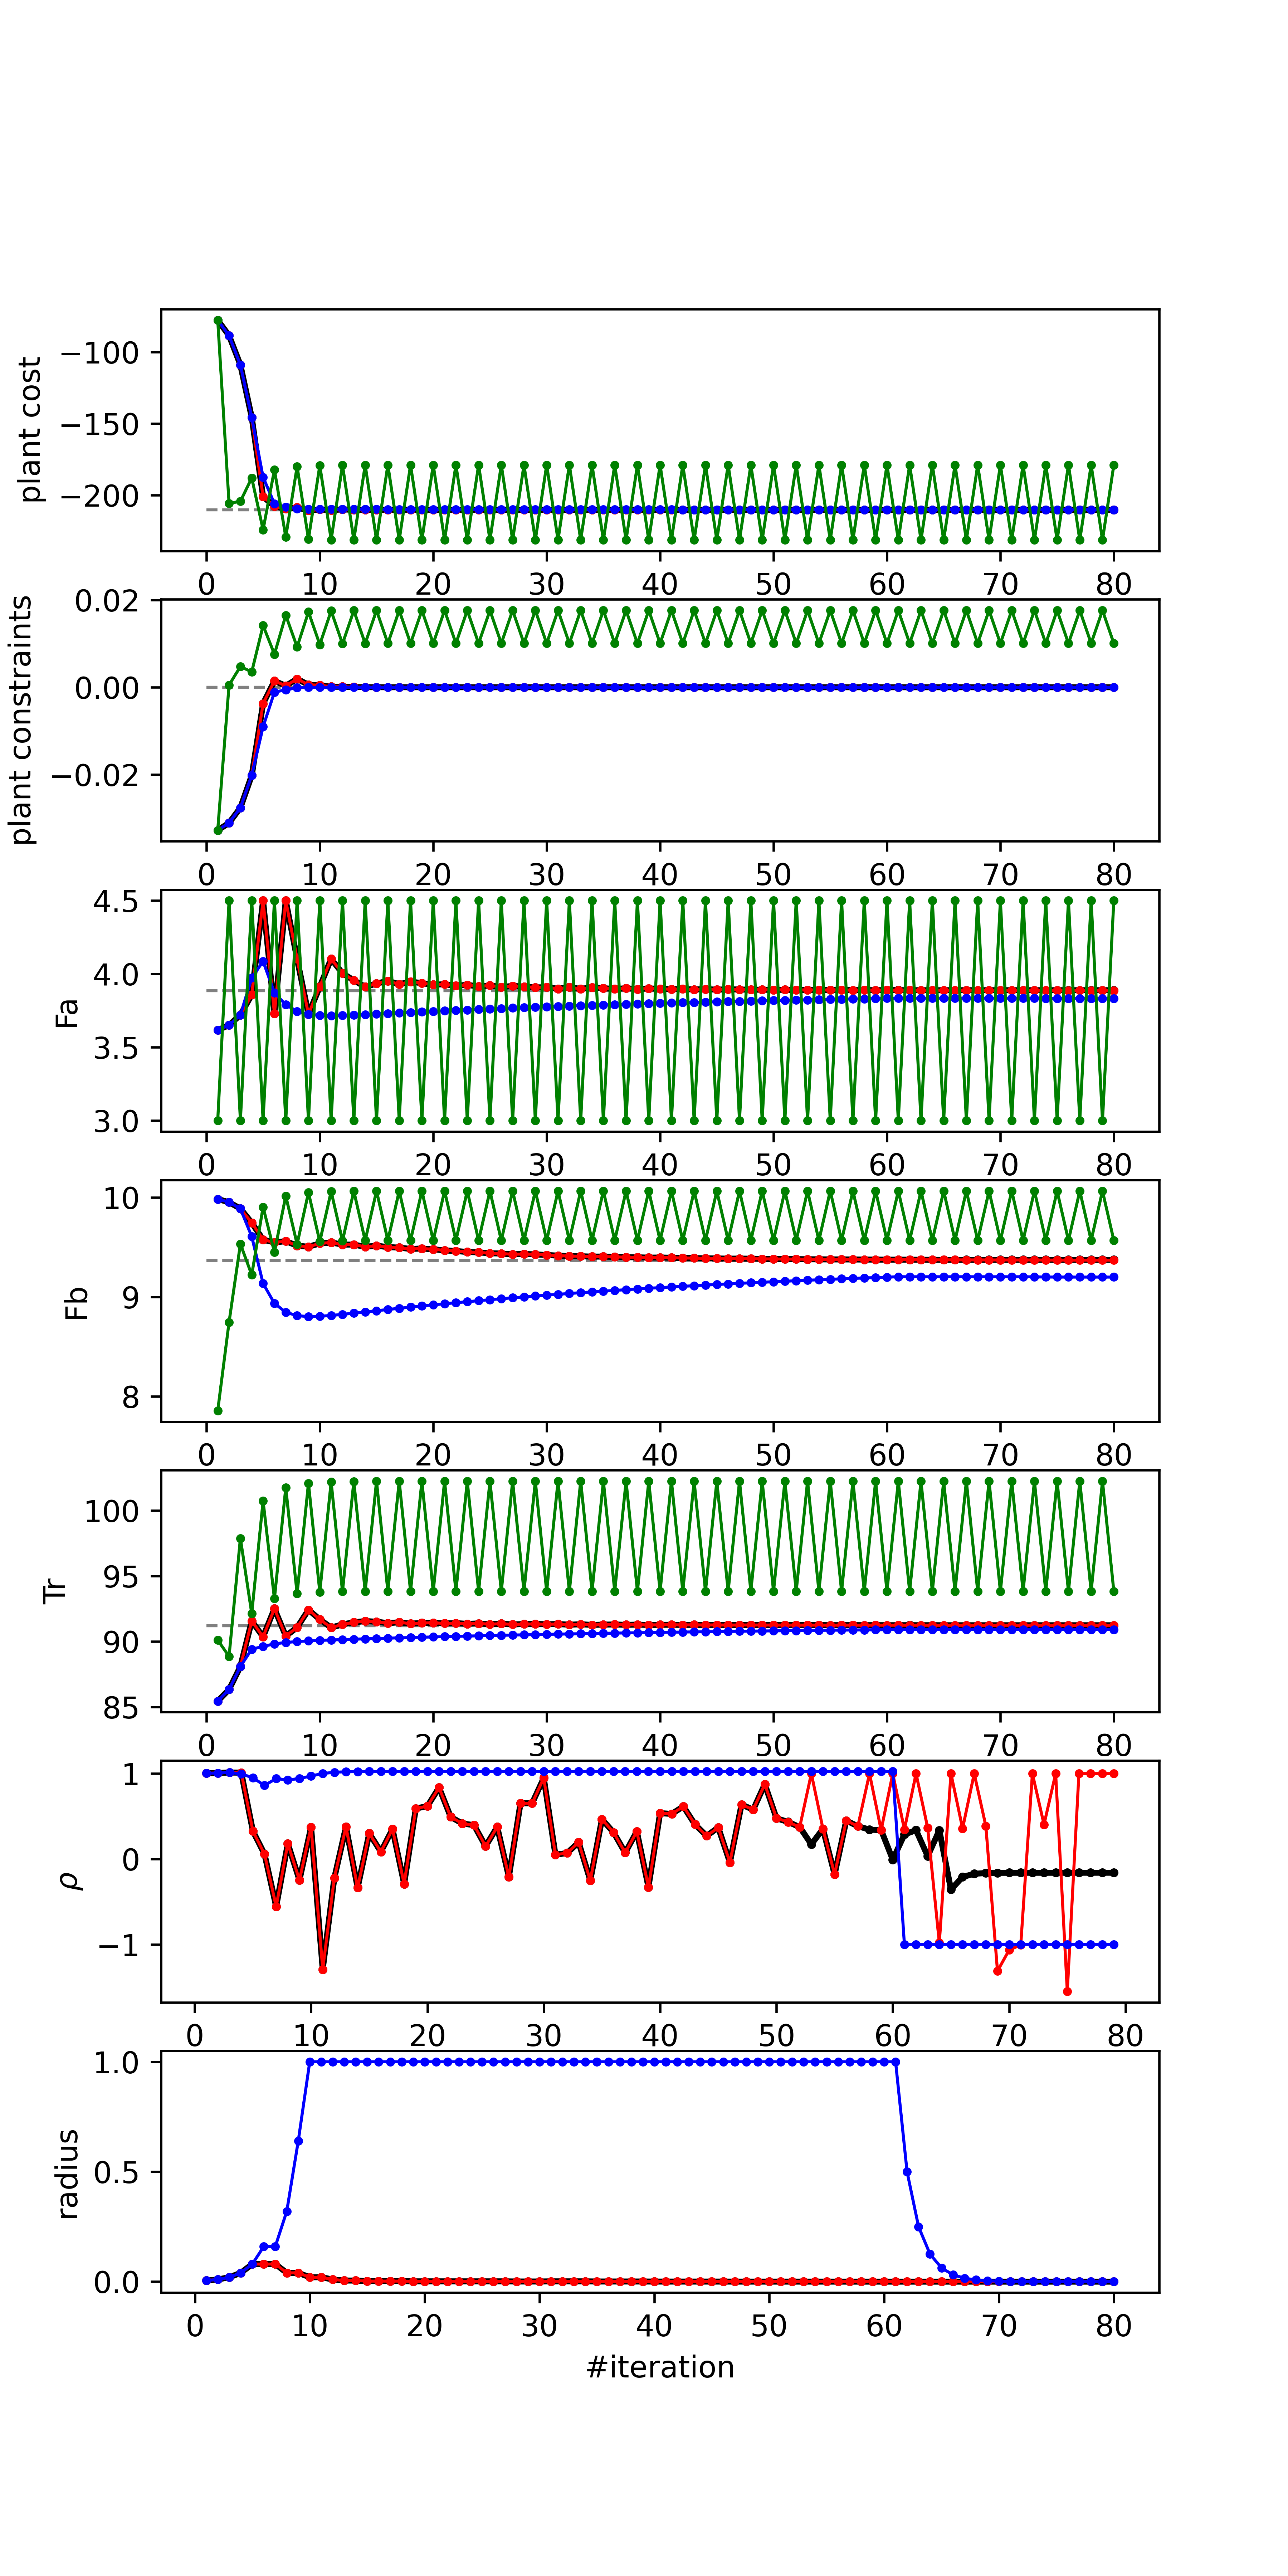 plant cost
−100
−150
−200
0 10 20 30 40 50 60 70 80
plant constraints
0.02
0.00
−0.02
0 10 20 30 40 50 60 70 80
Fa
4.5
4.0
3.5
3.0
0 10 20 30 40 50 60 70 80
Fb
10
9
8
0 10 20 30 40 50 60 70 80
Tr
100
95
90
85
0 10 20 30 40 50 60 70 80
ρ
1
0
−1
0 10 20 30 40 50 60 70 80
radius
1.0
0.5
0.0
0 10 20 30 40 50 60 70 80
#iteration